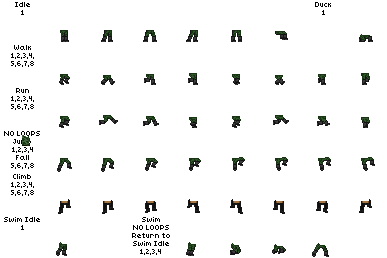 Idle
1
Duck
1
Walk
1,2,3,4,
5,6,7,8
Run
1,2,3,4,
5,6,7,8
NO LOOPS
1,2,3,4
Fall
5,6,7,8
Climb
1,2,3,4,
5,6,7,8
Swim Idle
1
Swim
NO LOOPS
Return to
Swim Idle
1,2,3,4